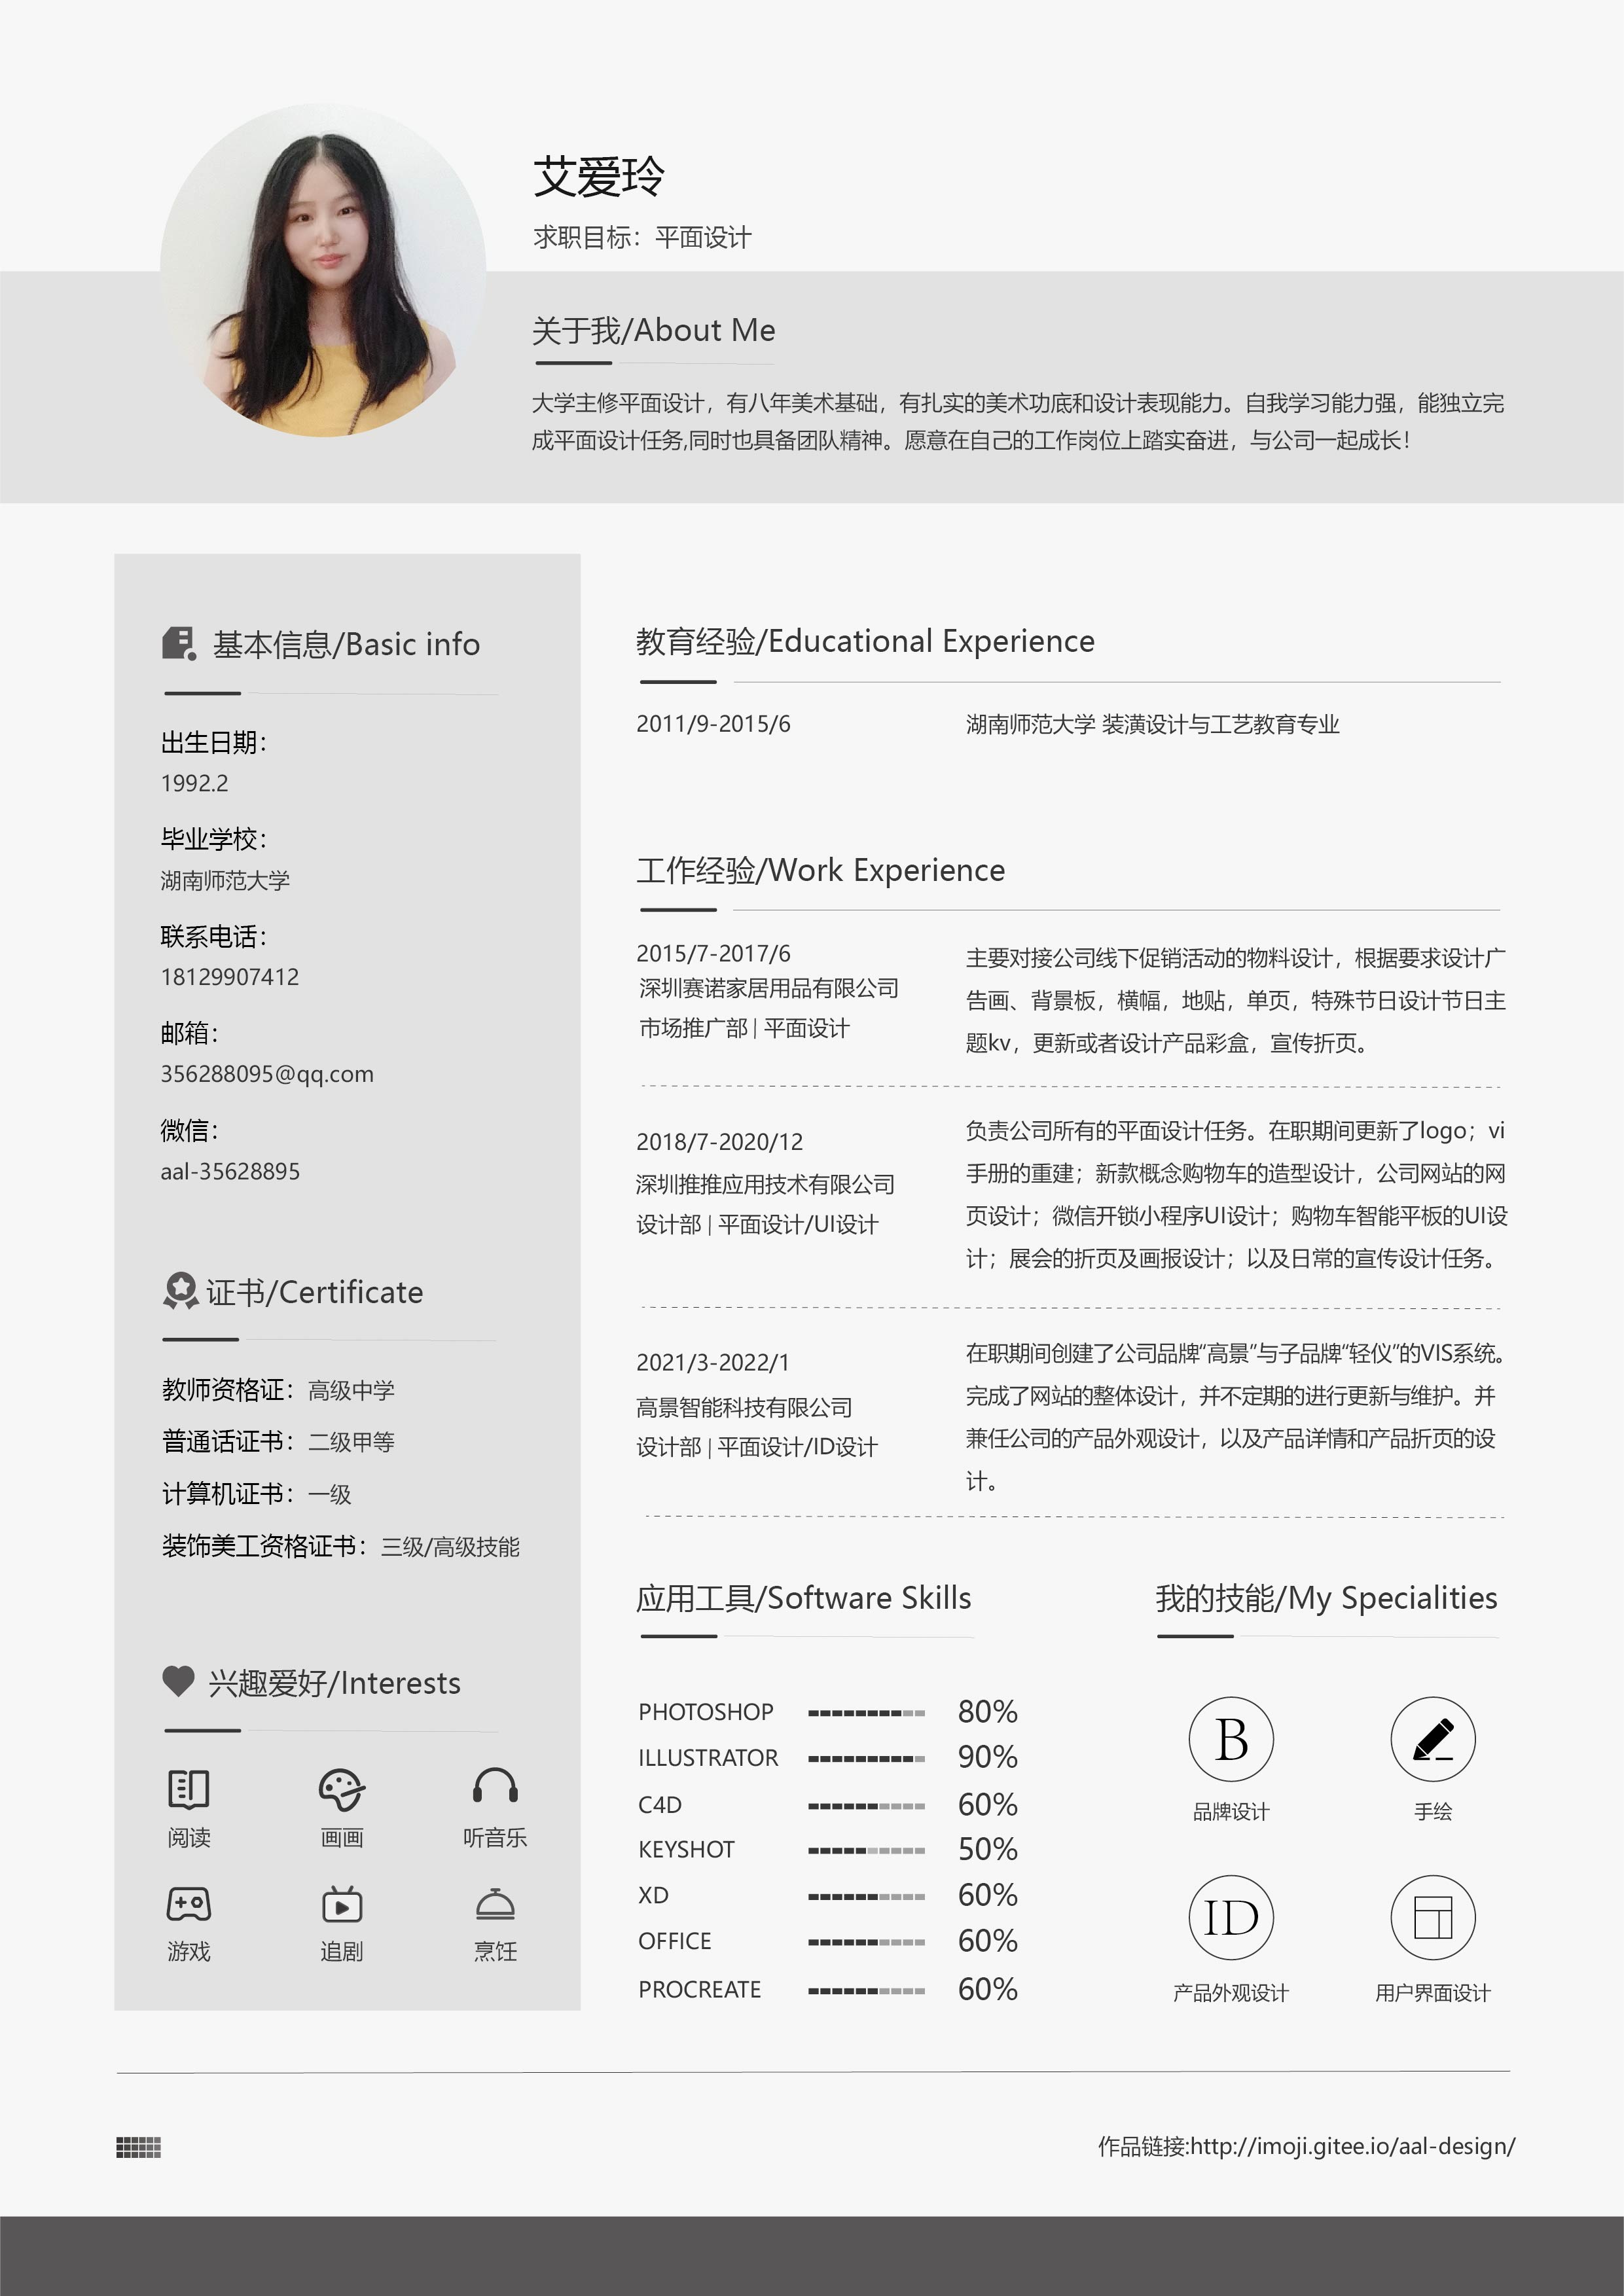 艾爱玲
求职目标：平面设计
关于我/About Me
大学主修平面设计，有八年美术基础，有扎实的美术功底和设计表现能力。自我学习能力强，能独立完
成平面设计任务,同时也具备团队精神。愿意在自己的工作岗位上踏实奋进，与公司一起成长！
基本信息/Basic info
出生日期：
1992.2
毕业学校：
湖南师范大学
联系电话：
18129907412
邮箱：
356288095@qq.com
微信：
aal-35628895
证书/Certificate
教师资格证：高级中学
普通话证书：二级甲等
计算机证书：一级
装饰美工资格证书：三级/高级技能
兴趣爱好/Interests
阅读
画画
听音乐
游戏
追剧
烹饪
教育经验/Educational Experience
2011/9-2015/6
湖南师范大学 装潢设计与工艺教育专业
工作经验/Work Experience
2015/7-2017/6
深圳赛诺家居用品有限公司
市场推广部 | 平面设计
主要对接公司线下促销活动的物料设计，根据要求设计广
告画、背景板，横幅，地贴，单页，特殊节日设计节日主
题kv，更新或者设计产品彩盒，宣传折页。
2018/7-2020/12
深圳推推应用技术有限公司
设计部 | 平面设计/UI设计
负责公司所有的平面设计任务。在职期间更新了logo；vi
手册的重建；新款概念购物车的造型设计，公司网站的网
页设计；微信开锁小程序UI设计；购物车智能平板的UI设
计；展会的折页及画报设计；以及日常的宣传设计任务。
2021/3-2022/1
高景智能科技有限公司
设计部 | 平面设计/ID设计
在职期间创建了公司品牌“高景”与子品牌“轻仪”的VIS系统。
完成了网站的整体设计，并不定期的进行更新与维护。并
兼任公司的产品外观设计，以及产品详情和产品折页的设
计。
应用工具/Software Skills
PHOTOSHOP 80%
ILLUSTRATOR 90%
C4D 60%
KEYSHOT 50%
XD 60%
OFFICE 60%
PROCREATE 60%
我的技能/My Specialities
B
品牌设计
手绘
ID
产品外观设计
用户界面设计
作品链接:http://imoji.gitee.io/aal-design/